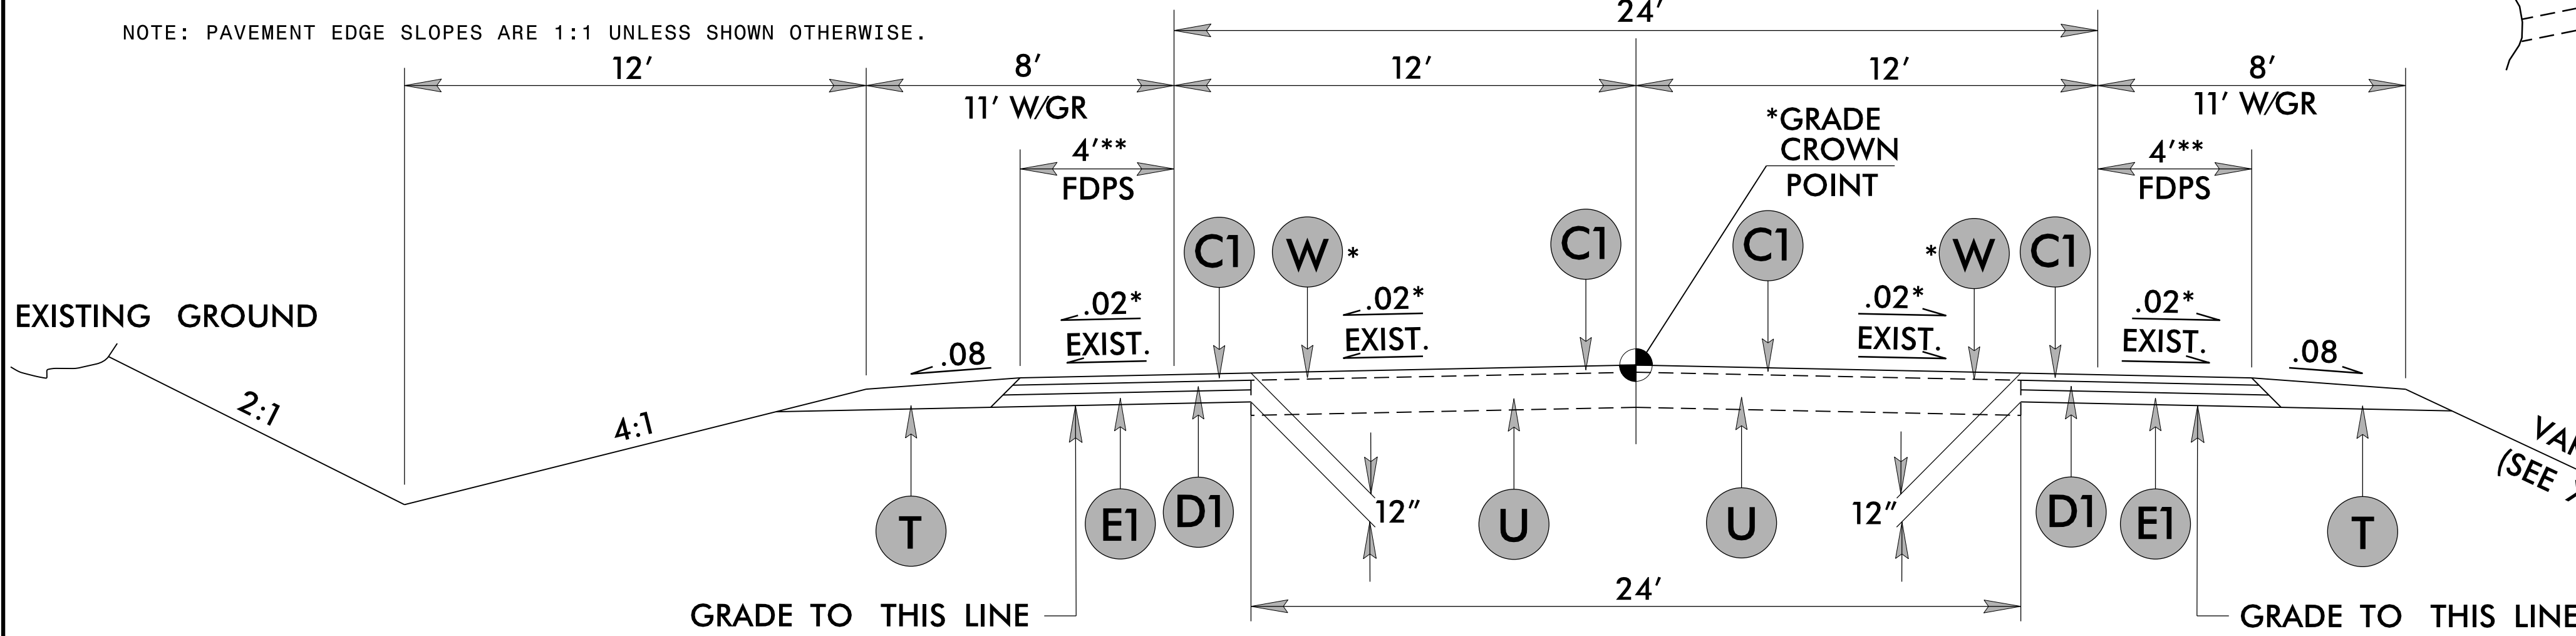 24'
NOTE: PAVEMENT EDGE SLOPES ARE 1:1 UNLESS SHOWN OTHERWISE.
12'
8'
12'
12'
8'
11' W/GR
11' W/GR
*GRADE
CROWN
POINT
4'**
FDPS
4'**
FDPS
C1
W *
C1
C1
* W
C1
EXISTING GROUND
.02*
EXIST.
.02*
EXIST.
.02*
EXIST.
.02*
EXIST.
.08
.08
2:1
4:1
VAR
(SEE
T
E1
D1
12"
U
U
12"
D1
E1
T
24'
GRADE TO THIS LINE
GRADE TO THIS LINE